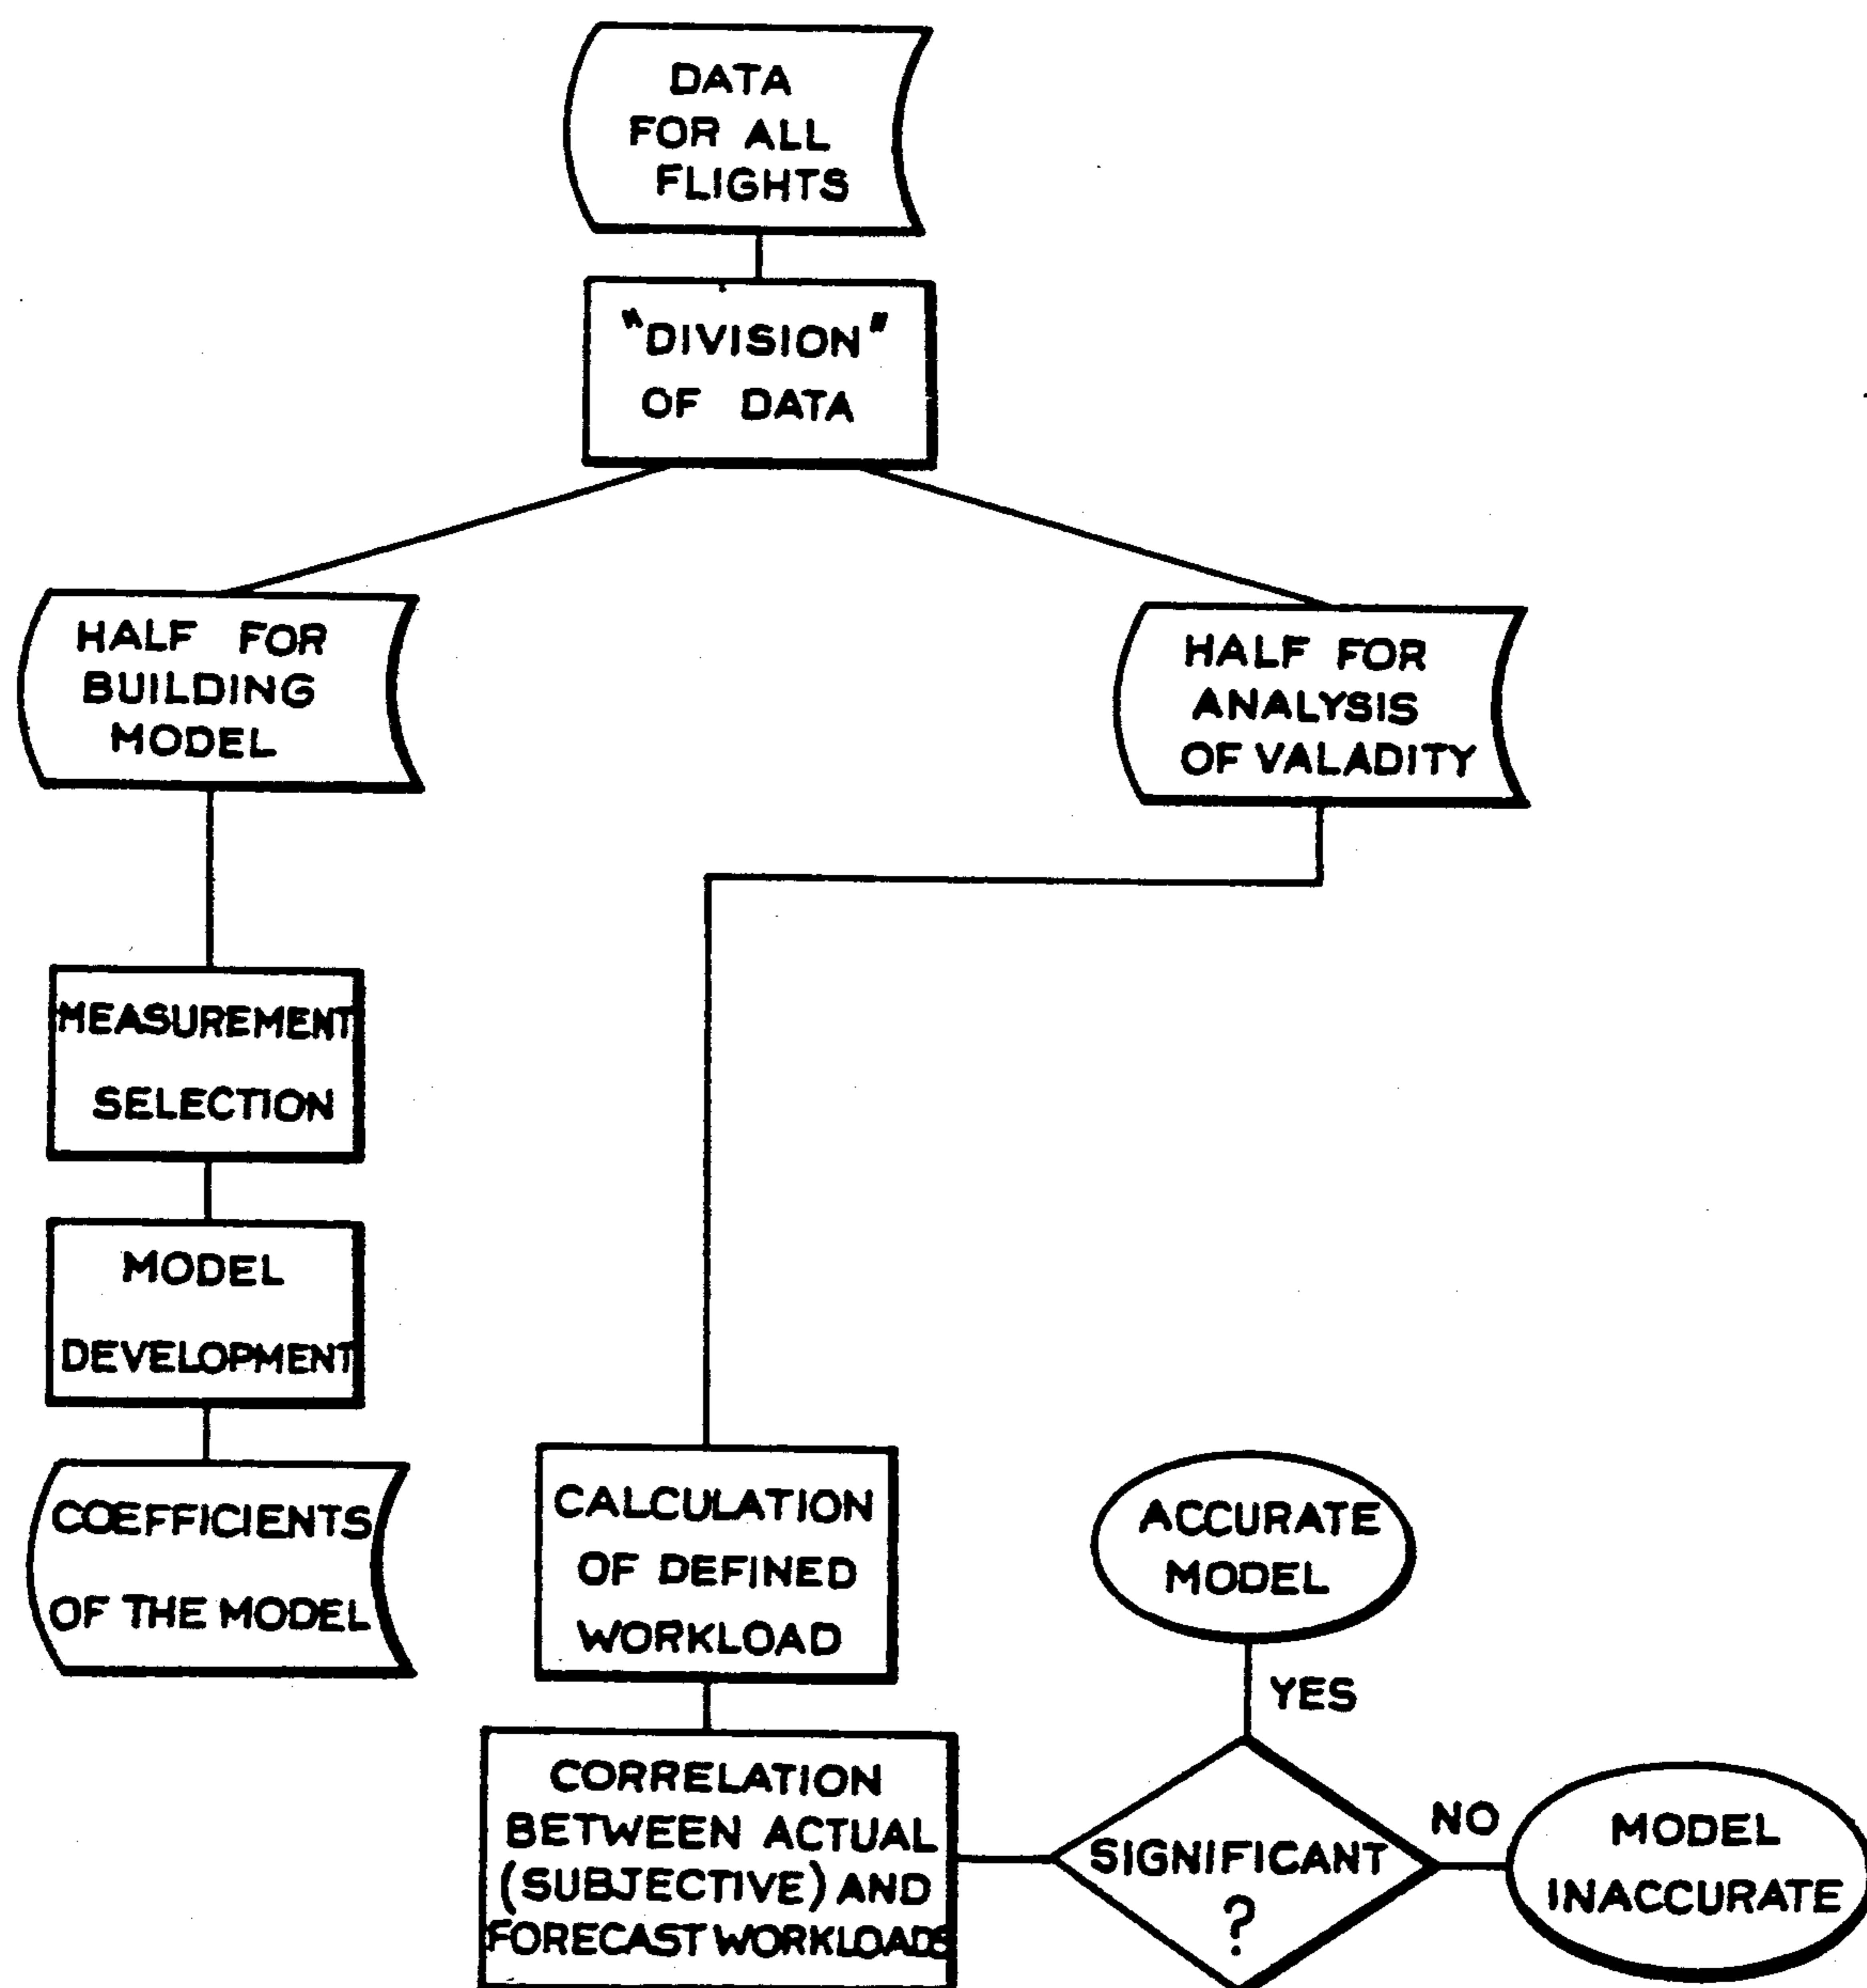 DATA
FOR ALL
FLIGHTS
"DIVISION"
OF DATA
HALF FOR
BUILDING
MODEL
HALF FOR
ANALYSIS
OF VALADITY
MEASUREMENT
SELECTION
MODEL
DEVELOPMENT
COEFFICIENTS
OF THE MODEL
CALCULATION
OF DEFINED
WORKLOAD
CORRELATION
BETWEEN ACTUAL
(SUBJECTIVE) AND
FORECAST WORKLOADS
SIGNIFICANT
?
YES
ACCURATE
MODEL
NO
MODEL
INACCURATE